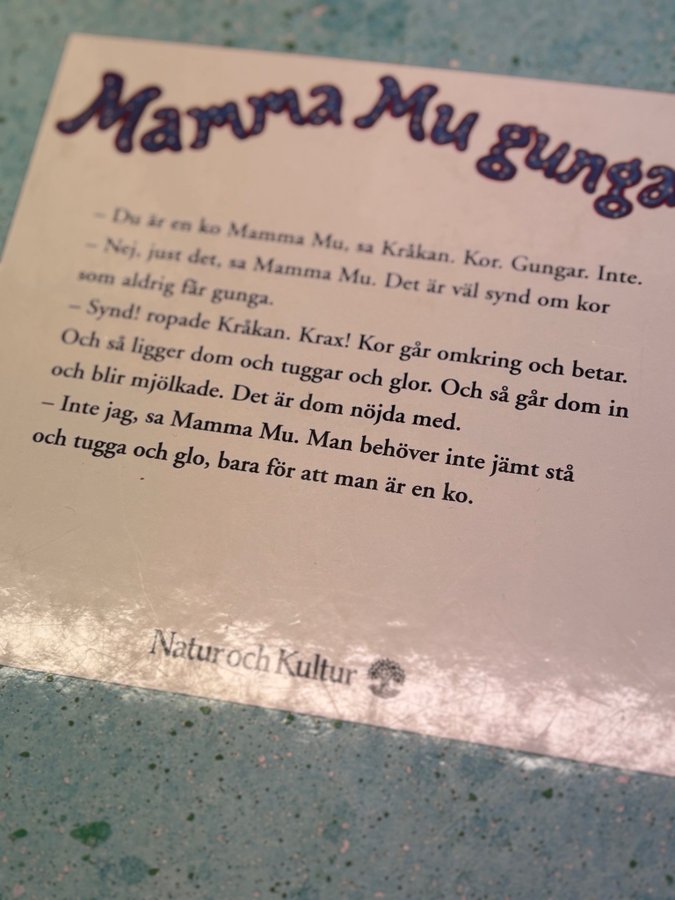 Mamma Mu gunga
– Du är en ko Mamma Mu, sa Kråkan. Kor. Gungar. Inte.
– Nej, just det, sa Mamma Mu. Det är väl synd om kor
som aldrig får gunga.
– Synd! ropade Kråkan. Krax! Kor går omkring och betar.
Och så ligger dom och tuggar och glor. Och så går dom in
och blir mjölkade. Det är dom nöjda med.
– Inte jag, sa Mamma Mu. Man behöver inte jämt stå
och tugga och glo, bara för att man är en ko.
Natur och Kultur